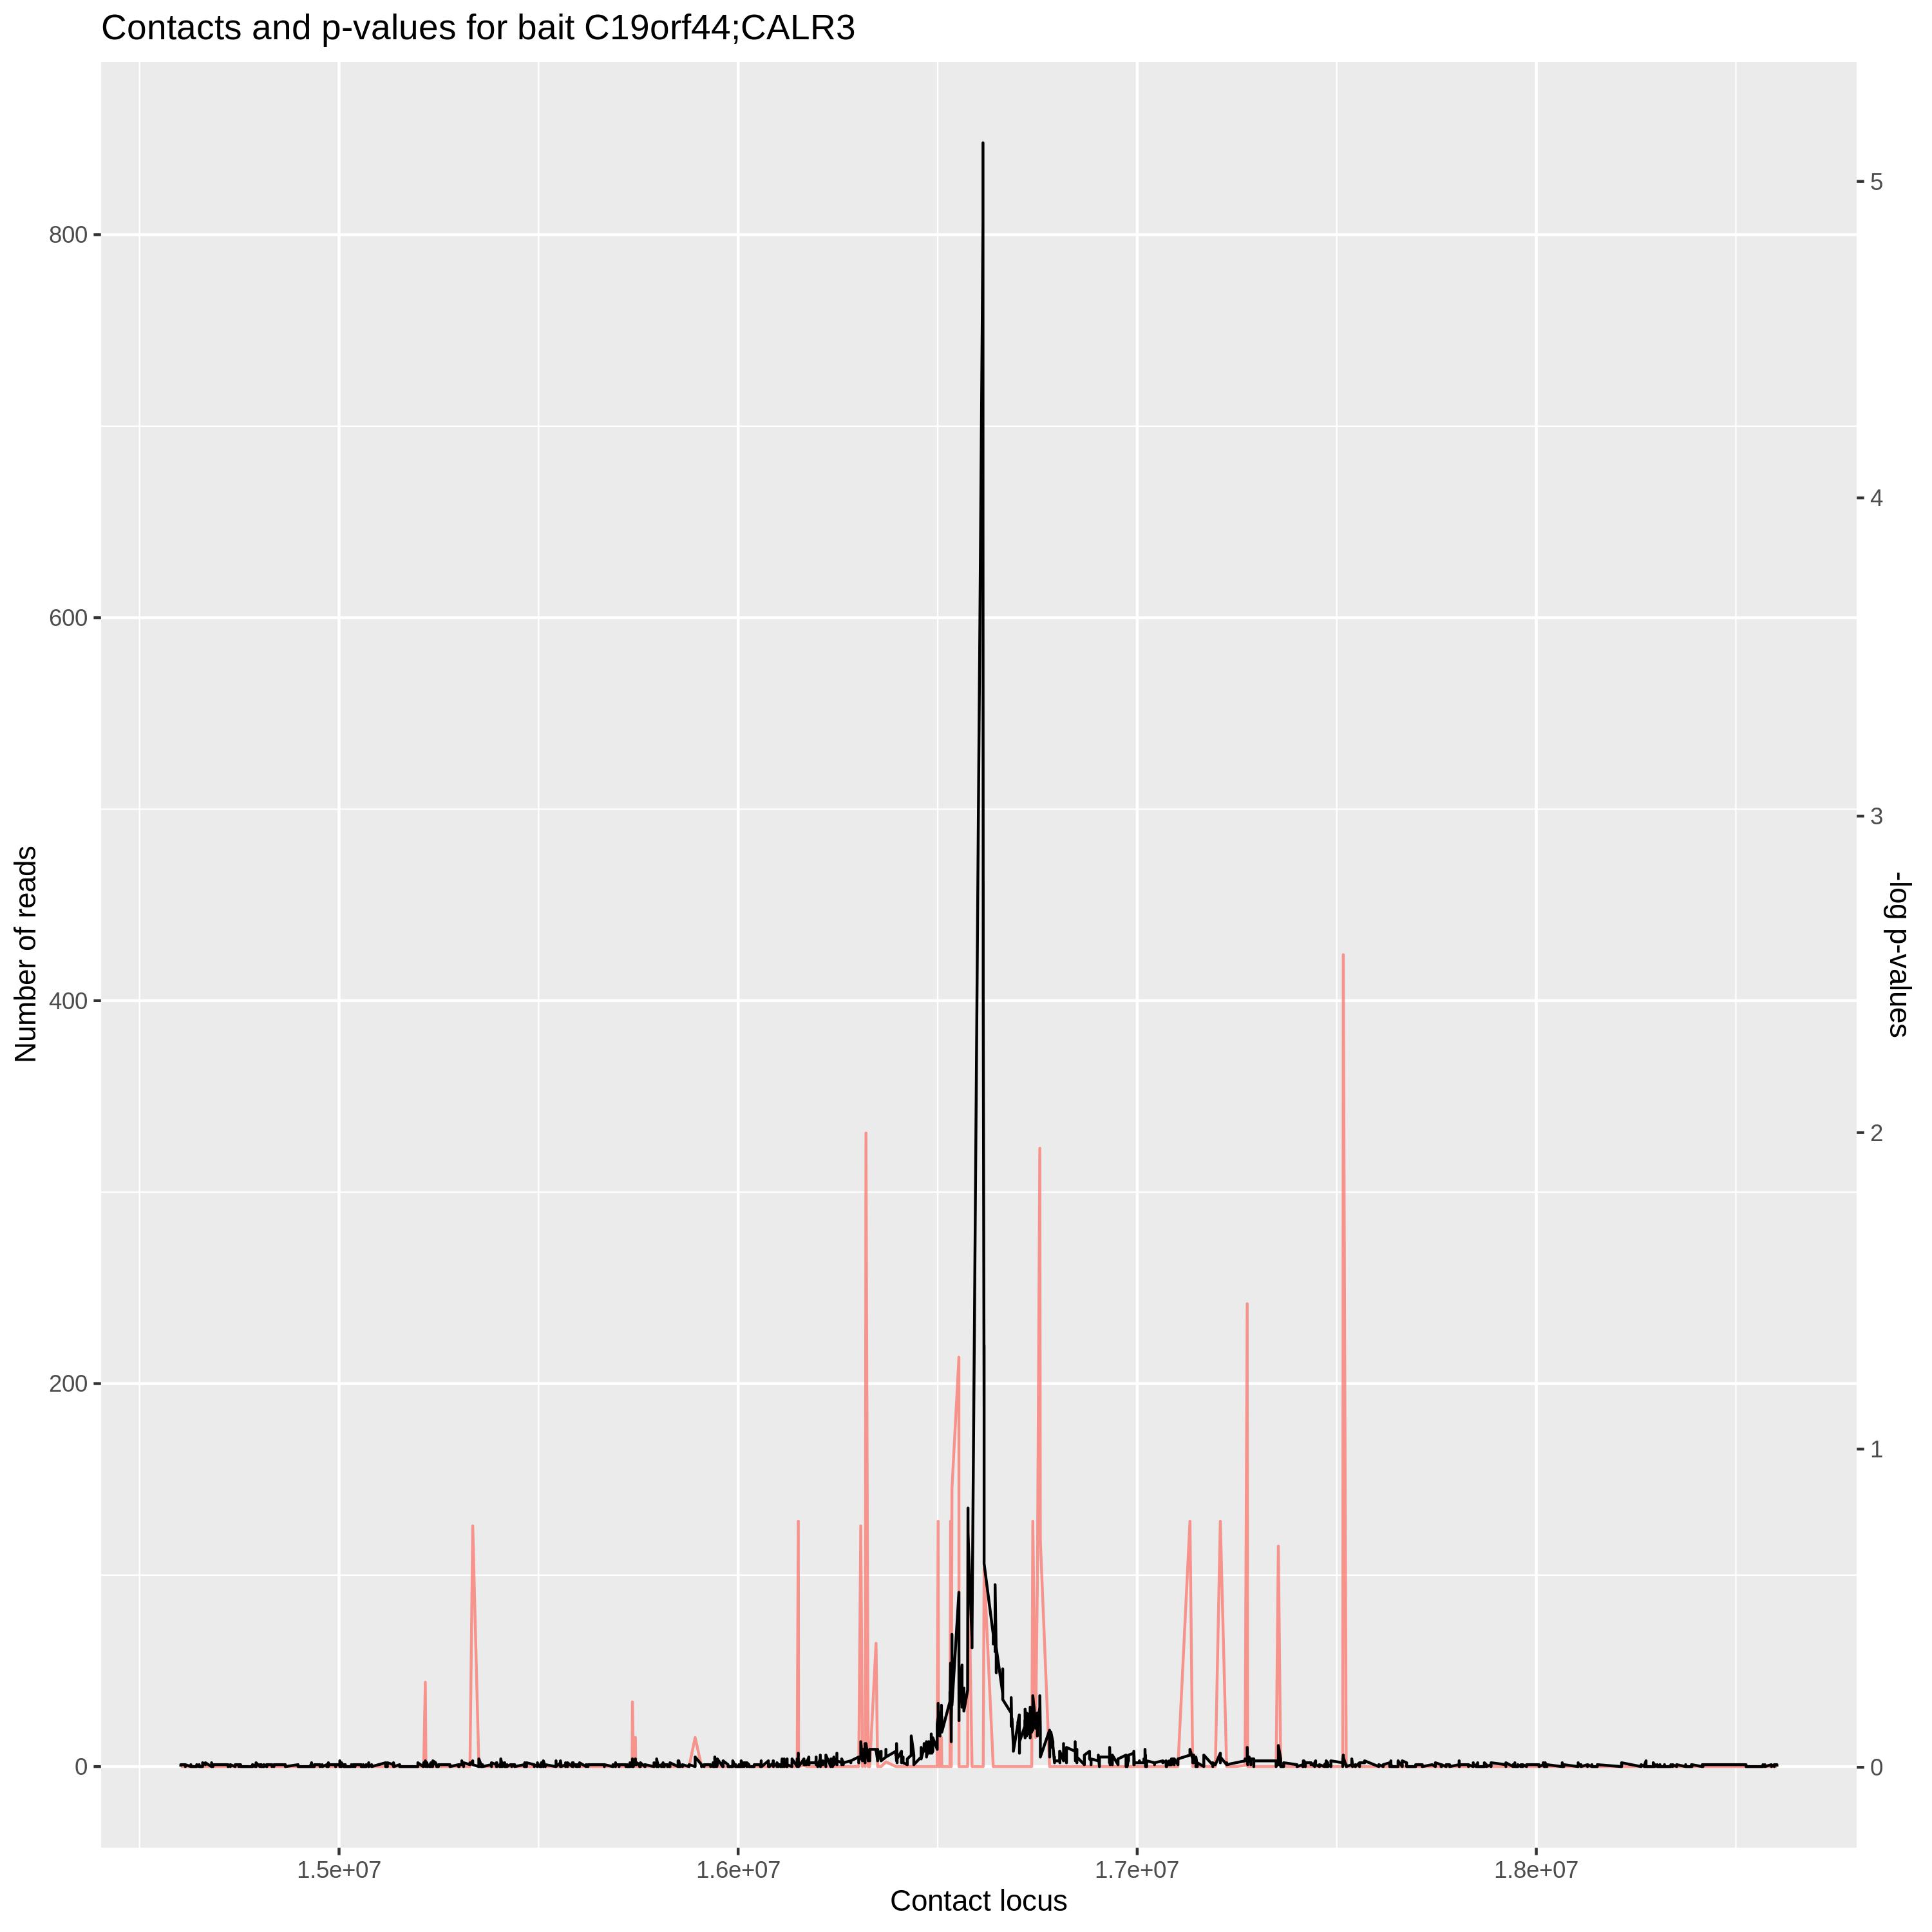 Contacts and p-values for bait C19orf44;CALR3
800
600
400
200
0
Number of reads
5
4
3
2
1
0
-log p-values
1.5e+07
1.6e+07
1.7e+07
1.8e+07
Contact locus